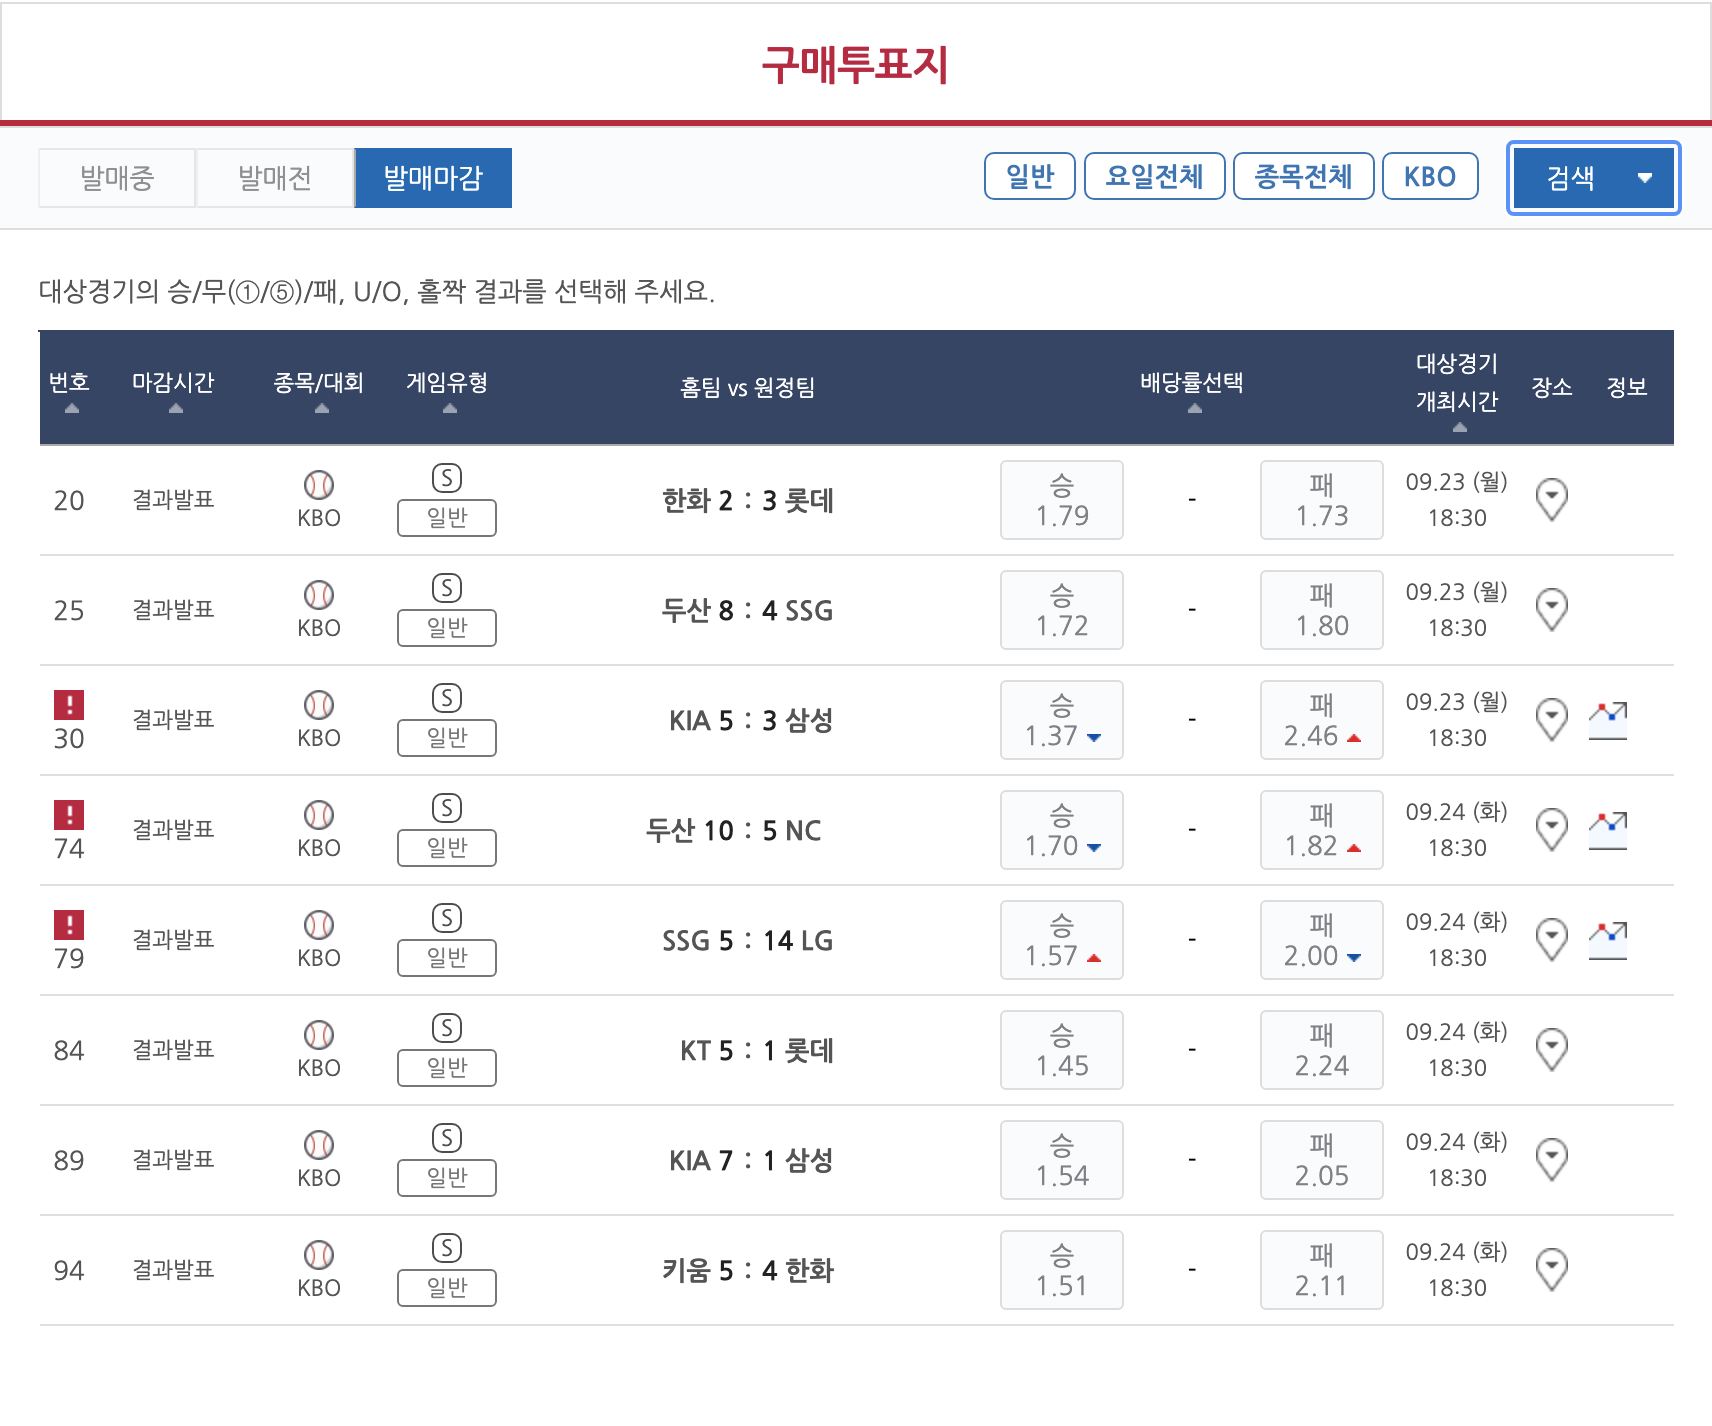 구매투표지
발매중 발매전 발매마감 일반 요일전체 종목전체 KBO 검색
대상경기의 승/무(①/⑤)/패, U/O, 홀짝 결과를 선택해 주세요.
번호 마감시간 종목/대회 게임유형 홈팀 vs 원정팀 배당률선택 대상경기 개최시간 장소 정보
20 결과발표 KBO S 일반 한화 2 : 3 롯데 승 1.79 - 패 1.73 09.23 (월) 18:30
25 결과발표 KBO S 일반 두산 8 : 4 SSG 승 1.72 - 패 1.80 09.23 (월) 18:30
! 30 결과발표 KBO S 일반 KIA 5 : 3 삼성 승 1.37 - 패 2.46 09.23 (월) 18:30
! 74 결과발표 KBO S 일반 두산 10 : 5 NC 승 1.70 - 패 1.82 09.24 (화) 18:30
! 79 결과발표 KBO S 일반 SSG 5 : 14 LG 승 1.57 - 패 2.00 09.24 (화) 18:30
84 결과발표 KBO S 일반 KT 5 : 1 롯데 승 1.45 - 패 2.24 09.24 (화) 18:30
89 결과발표 KBO S 일반 KIA 7 : 1 삼성 승 1.54 - 패 2.05 09.24 (화) 18:30
94 결과발표 KBO S 일반 키움 5 : 4 한화 승 1.51 - 패 2.11 09.24 (화) 18:30